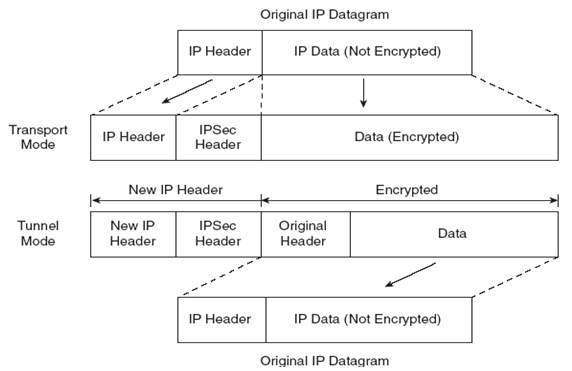 Original IP Datagram
IP Header
IP Data (Not Encrypted)
Transport
Mode
IP Header
IPSec
Header
Data (Encrypted)
New IP Header
Encrypted
Tunnel
Mode
New IP
Header
IPSec
Header
Original
Header
Data
IP Header
IP Data (Not Encrypted)
Original IP Datagram